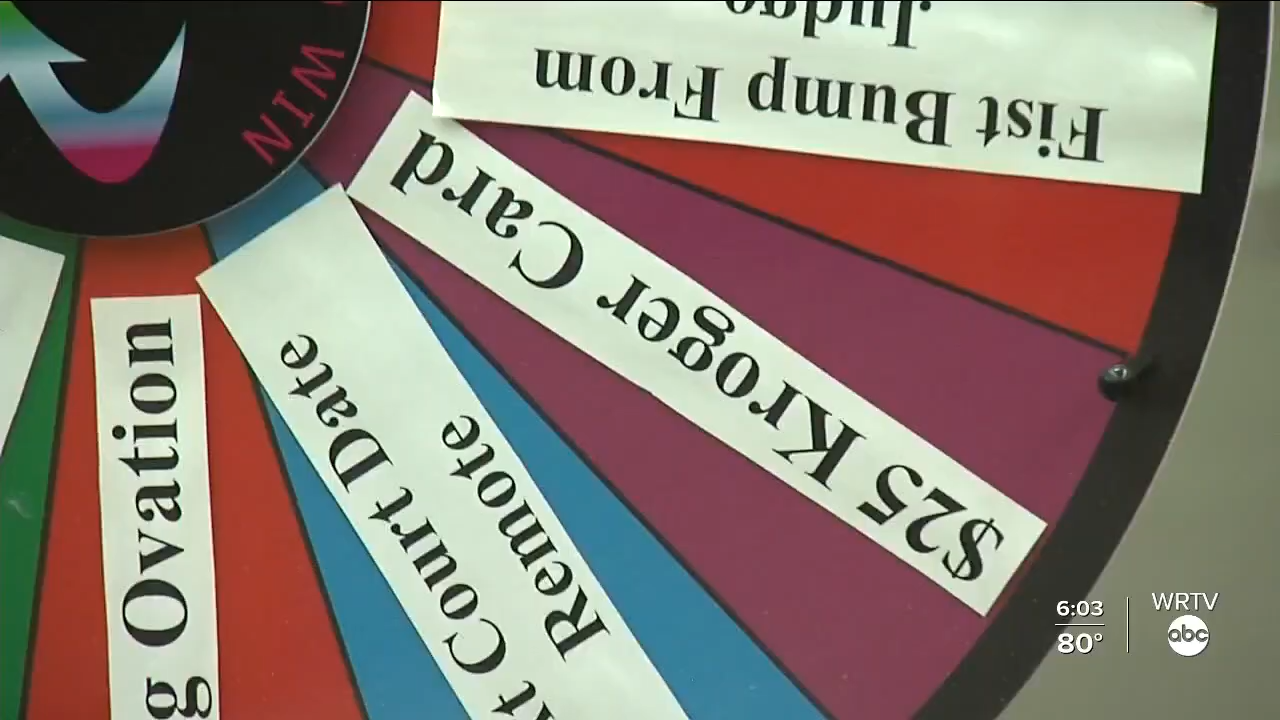 WIN
Fist Bump From
Judge
$25 Kroger Card
Court Date
Remote
Ovation
6:03
80°
WRTV
abc